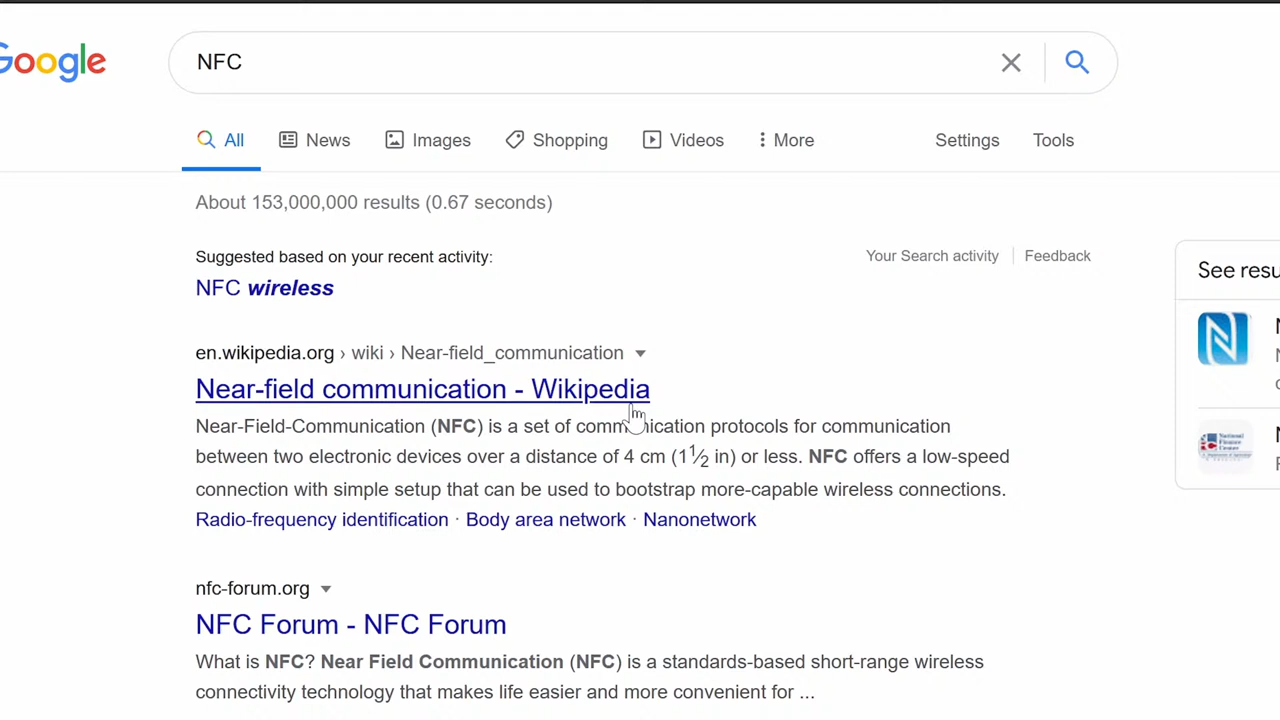 Google
NFC
All News Images Shopping Videos More Settings Tools
About 153,000,000 results (0.67 seconds)
Suggested based on your recent activity:
Your Search activity Feedback
NFC wireless
See resu
en.wikipedia.org › wiki › Near-field_communication
Near-field communication - Wikipedia
Near-Field-Communication (NFC) is a set of communication protocols for communication
between two electronic devices over a distance of 4 cm (1 1⁄2 in) or less. NFC offers a low-speed
connection with simple setup that can be used to bootstrap more-capable wireless connections.
Radio-frequency identification · Body area network · Nanonetwork
National
Finance
Center
nfc-forum.org
NFC Forum - NFC Forum
What is NFC? Near Field Communication (NFC) is a standards-based short-range wireless
connectivity technology that makes life easier and more convenient for ...